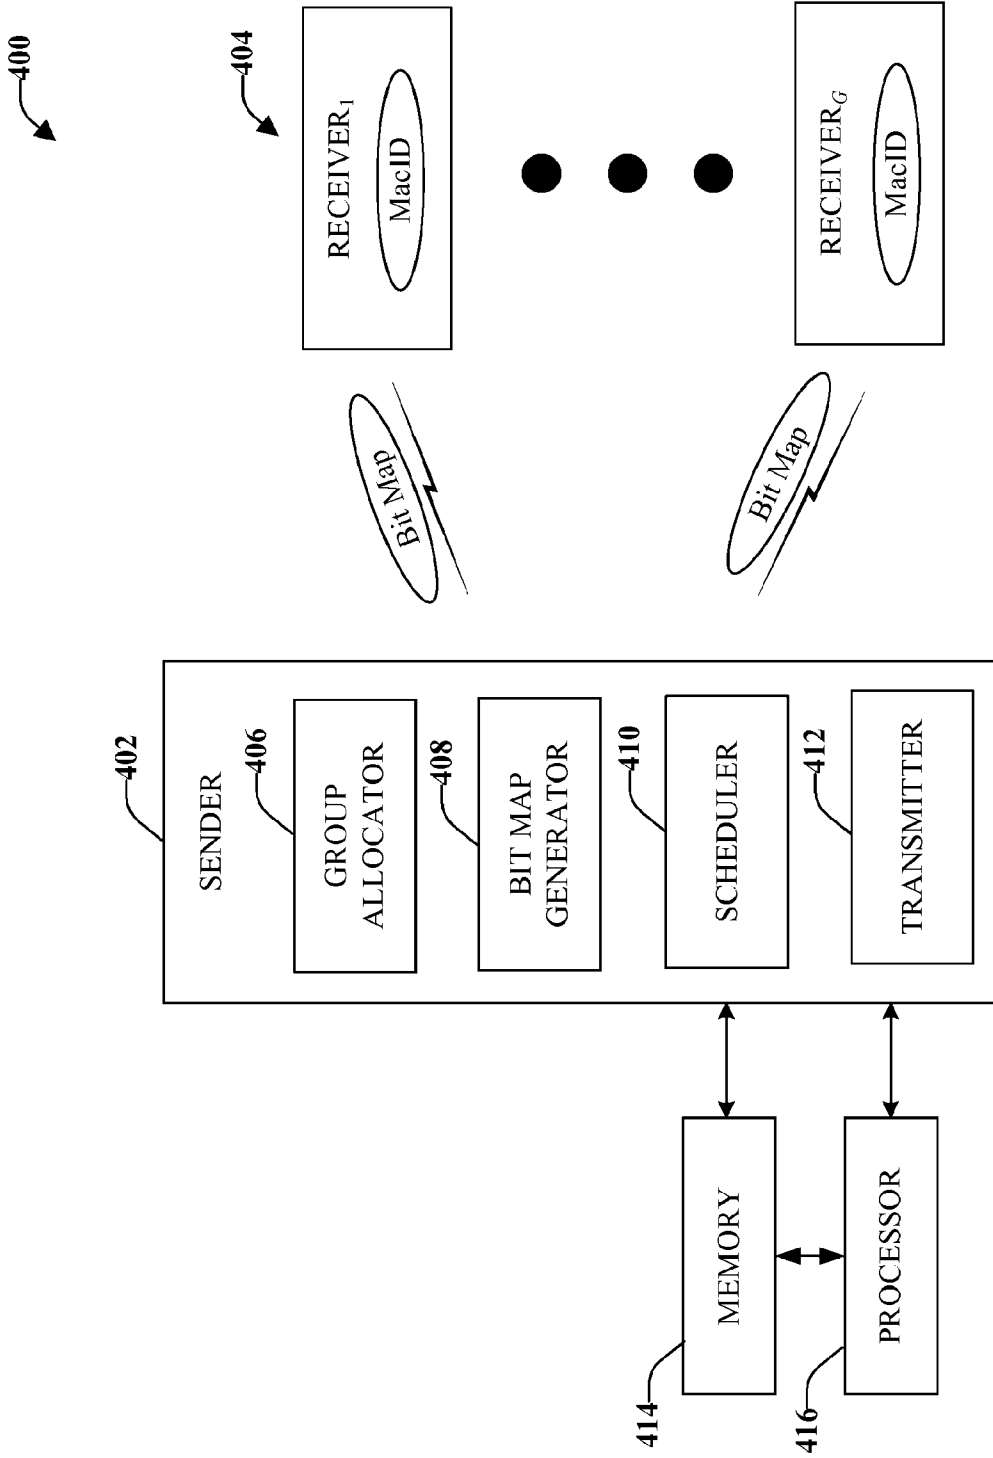 400
402
SENDER
406
GROUP
ALLOCATOR
408
BIT MAP
GENERATOR
410
SCHEDULER
412
TRANSMITTER
414
MEMORY
416
PROCESSOR
Bit Map
Bit Map
404
RECEIVER1
MacID
RECEIVERG
MacID